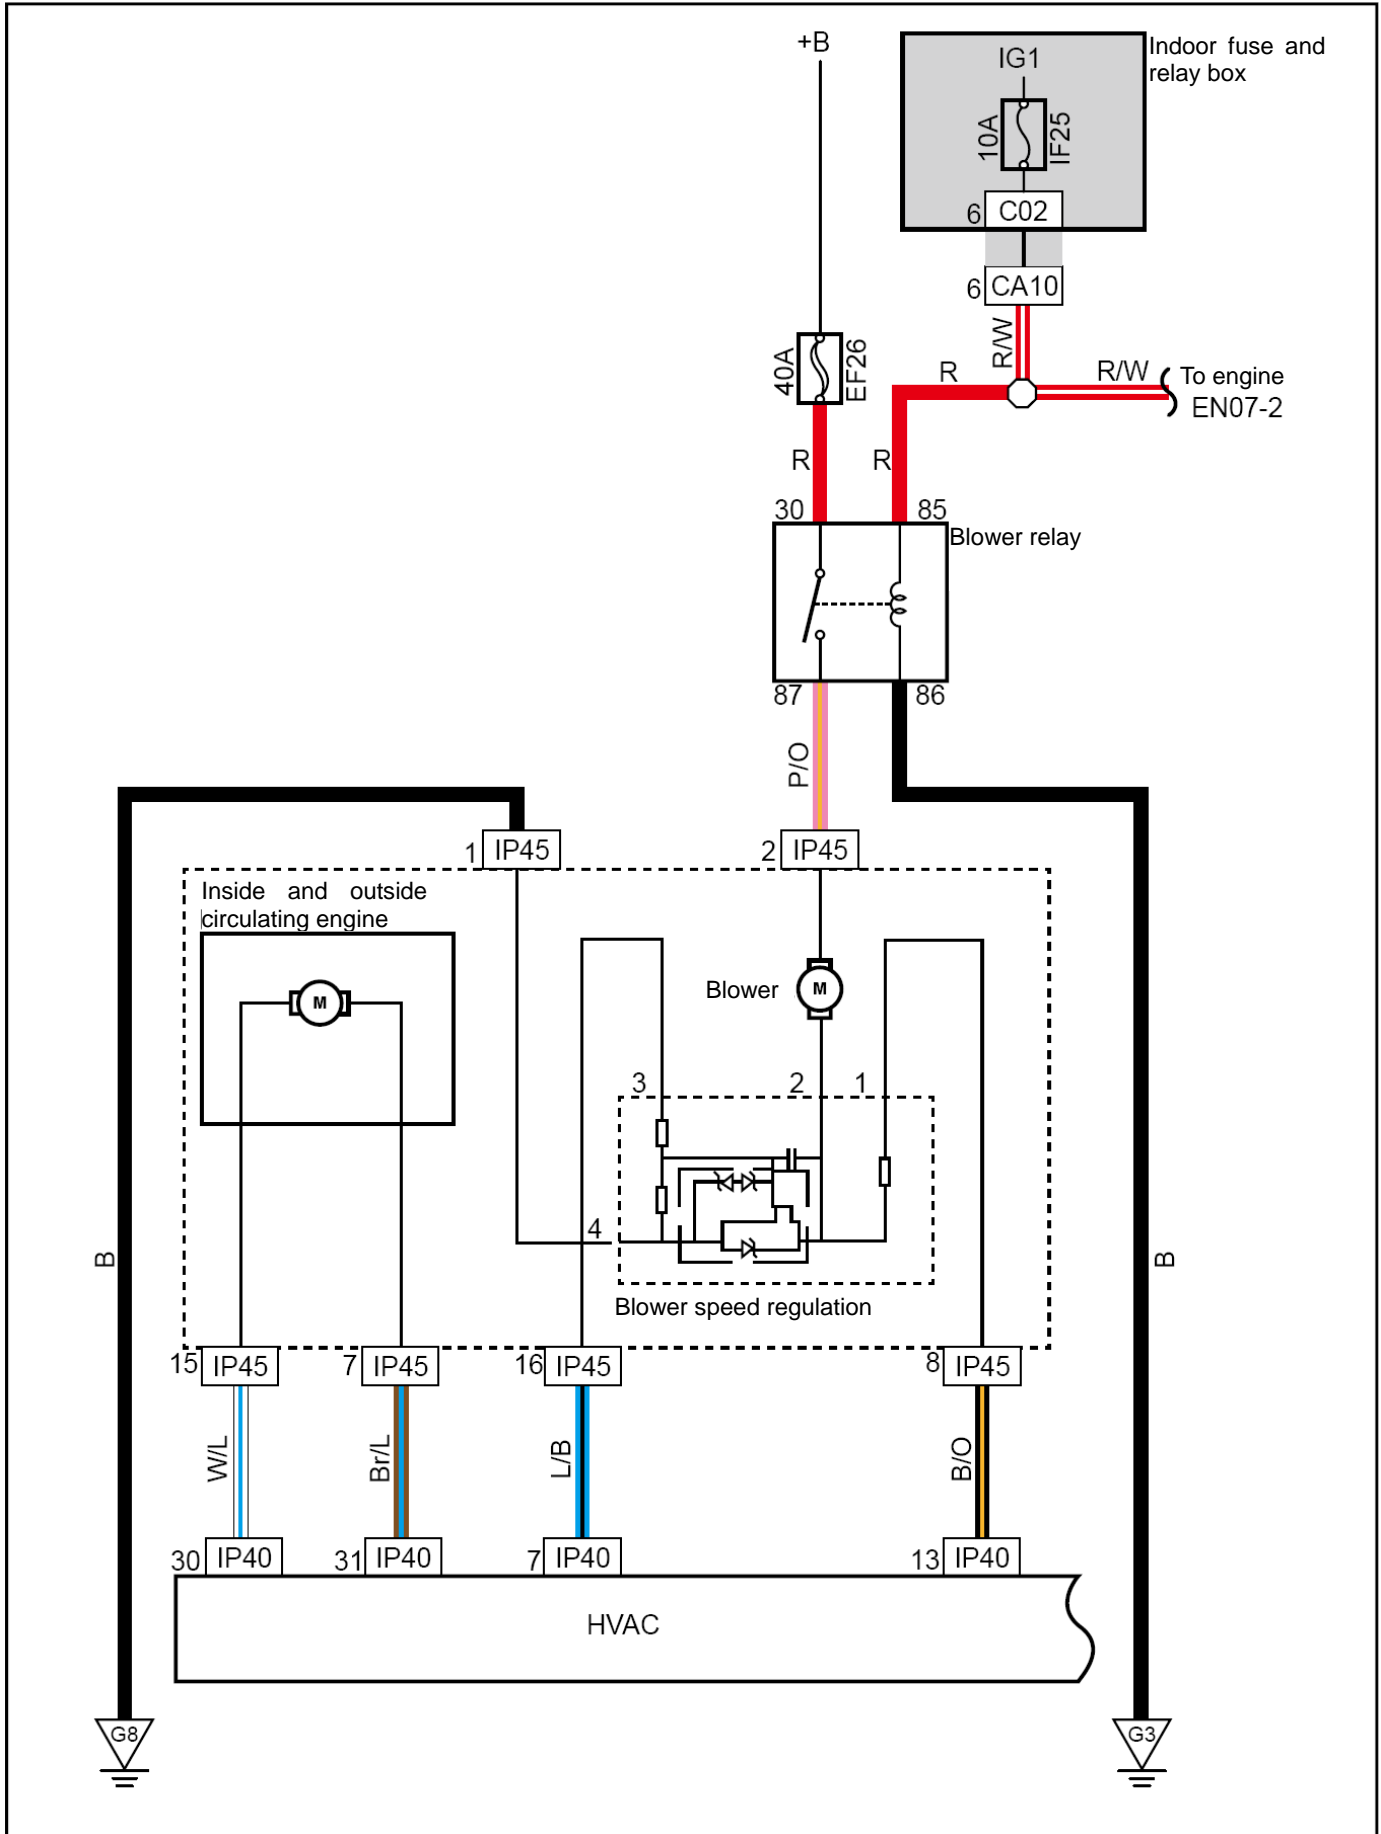 +B
Indoor fuse and
relay box
IG1
10A
IF25
6 C02
6 CA10
R/W
40A
EF26
R
R/W
To engine
EN07-2
R
R
30
85
Blower relay
87
86
P/O
1 IP45
2 IP45
Inside and outside
circulating engine
M
Blower
M
3
2
1
4
B
B
Blower speed regulation
15 IP45
7 IP45
16 IP45
8 IP45
W/L
Br/L
L/B
B/O
30 IP40
31 IP40
7 IP40
13 IP40
HVAC
G8
G3